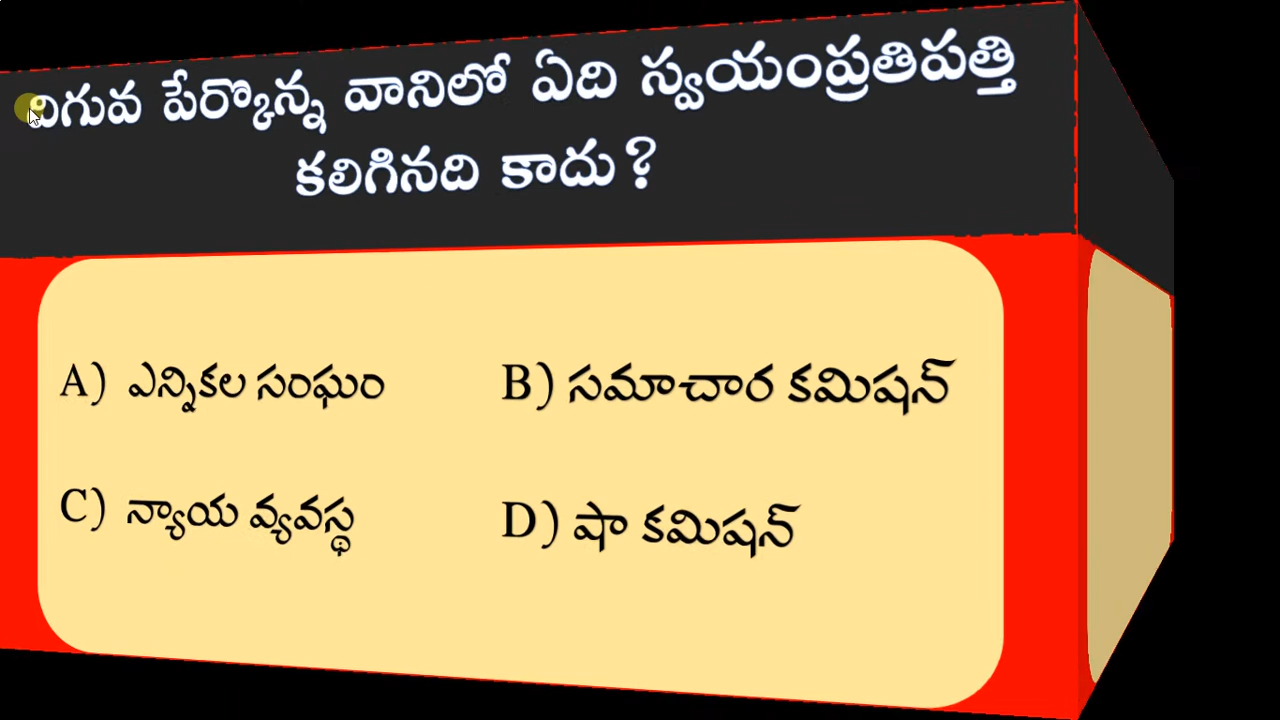 దిగువ పేర్కొన్న వానిలో ఏది స్వయంప్రతిపత్తి
కలిగినది కాదు?
A) ఎన్నికల సంఘం
B) సమాచార కమిషన్
C) న్యాయ వ్యవస్థ
D) షా కమిషన్